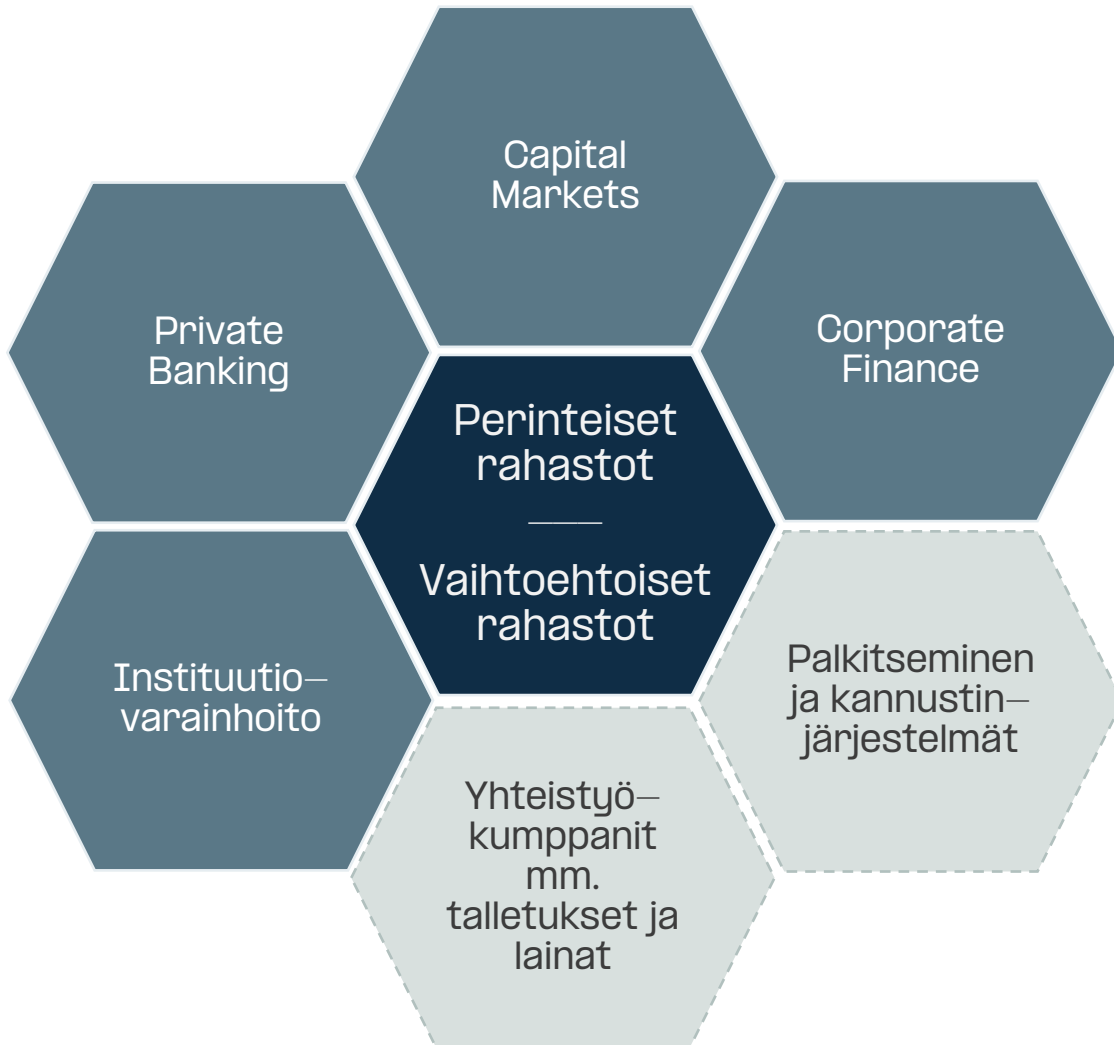 Capital
Markets
Private
Banking
Corporate
Finance
Perinteiset
rahastot
Vaihtoehtoiset
rahastot
Instituutio–
varainhoito
Palkitseminen
ja kannustin–
järjestelmät
Yhteistyö–
kumppanit
mm.
talletukset ja
lainat